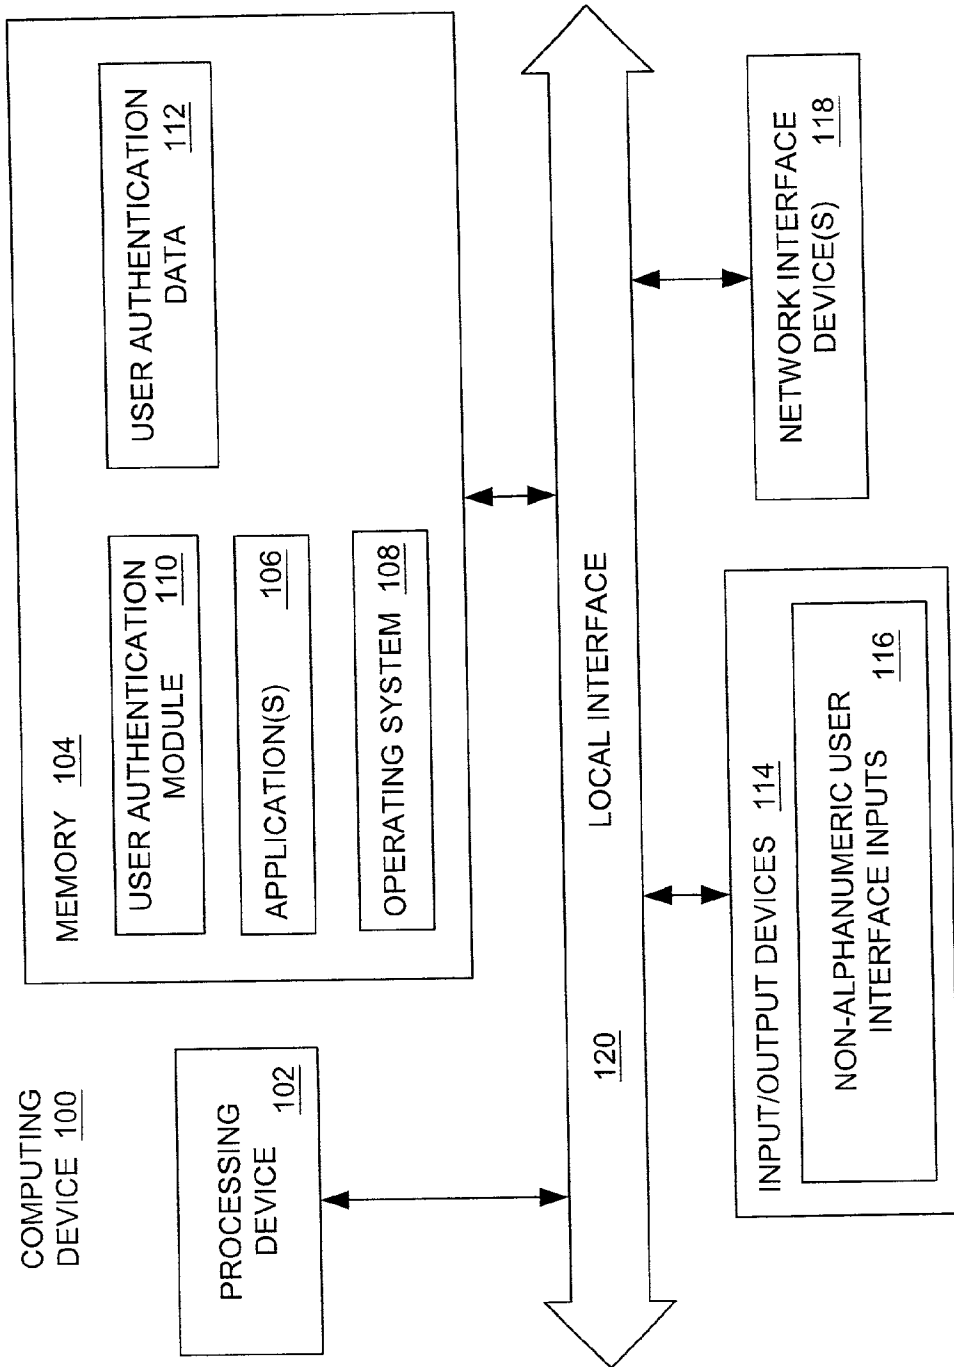 COMPUTING
DEVICE 100
PROCESSING
DEVICE
102
MEMORY 104
USER AUTHENTICATION
MODULE 110
APPLICATION(S) 106
OPERATING SYSTEM 108
USER AUTHENTICATION
DATA 112
120 LOCAL INTERFACE
INPUT/OUTPUT DEVICES 114
NON-ALPHANUMERIC USER
INTERFACE INPUTS 116
NETWORK INTERFACE
DEVICE(S) 118